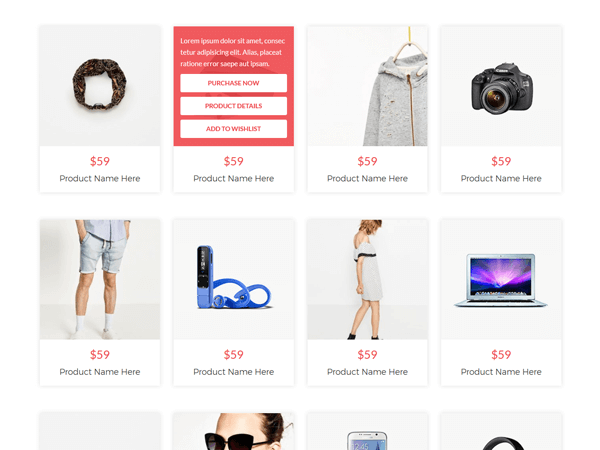 Lorem ipsum dolor sit amet, consec
tetur adipisicing elit. Alias, placeat
ratione error saepe aut ipsam.
PURCHASE NOW
PRODUCT DETAILS
ADD TO WISHLIST
$59
$59
$59
$59
Product Name Here
Product Name Here
Product Name Here
Product Name Here
$59
$59
$59
$59
Product Name Here
Product Name Here
Product Name Here
Product Name Here